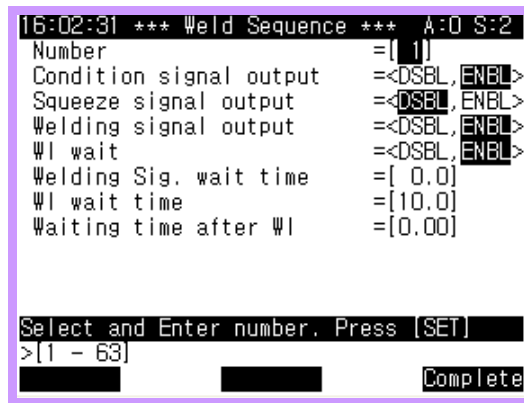 16:02:31 *** Weld Sequence *** A:0 S:2
Number =[ 1]
Condition signal output =<DSBL,ENBL>
Squeeze signal output =<DSBL,ENBL>
Welding signal output =<DSBL,ENBL>
WI wait =<DSBL,ENBL>
Welding Sig. wait time =[ 0.0]
WI wait time =[10.0]
Waiting time after WI =[0.00]
Select and Enter number. Press [SET]
>[1 - 63]
Complete